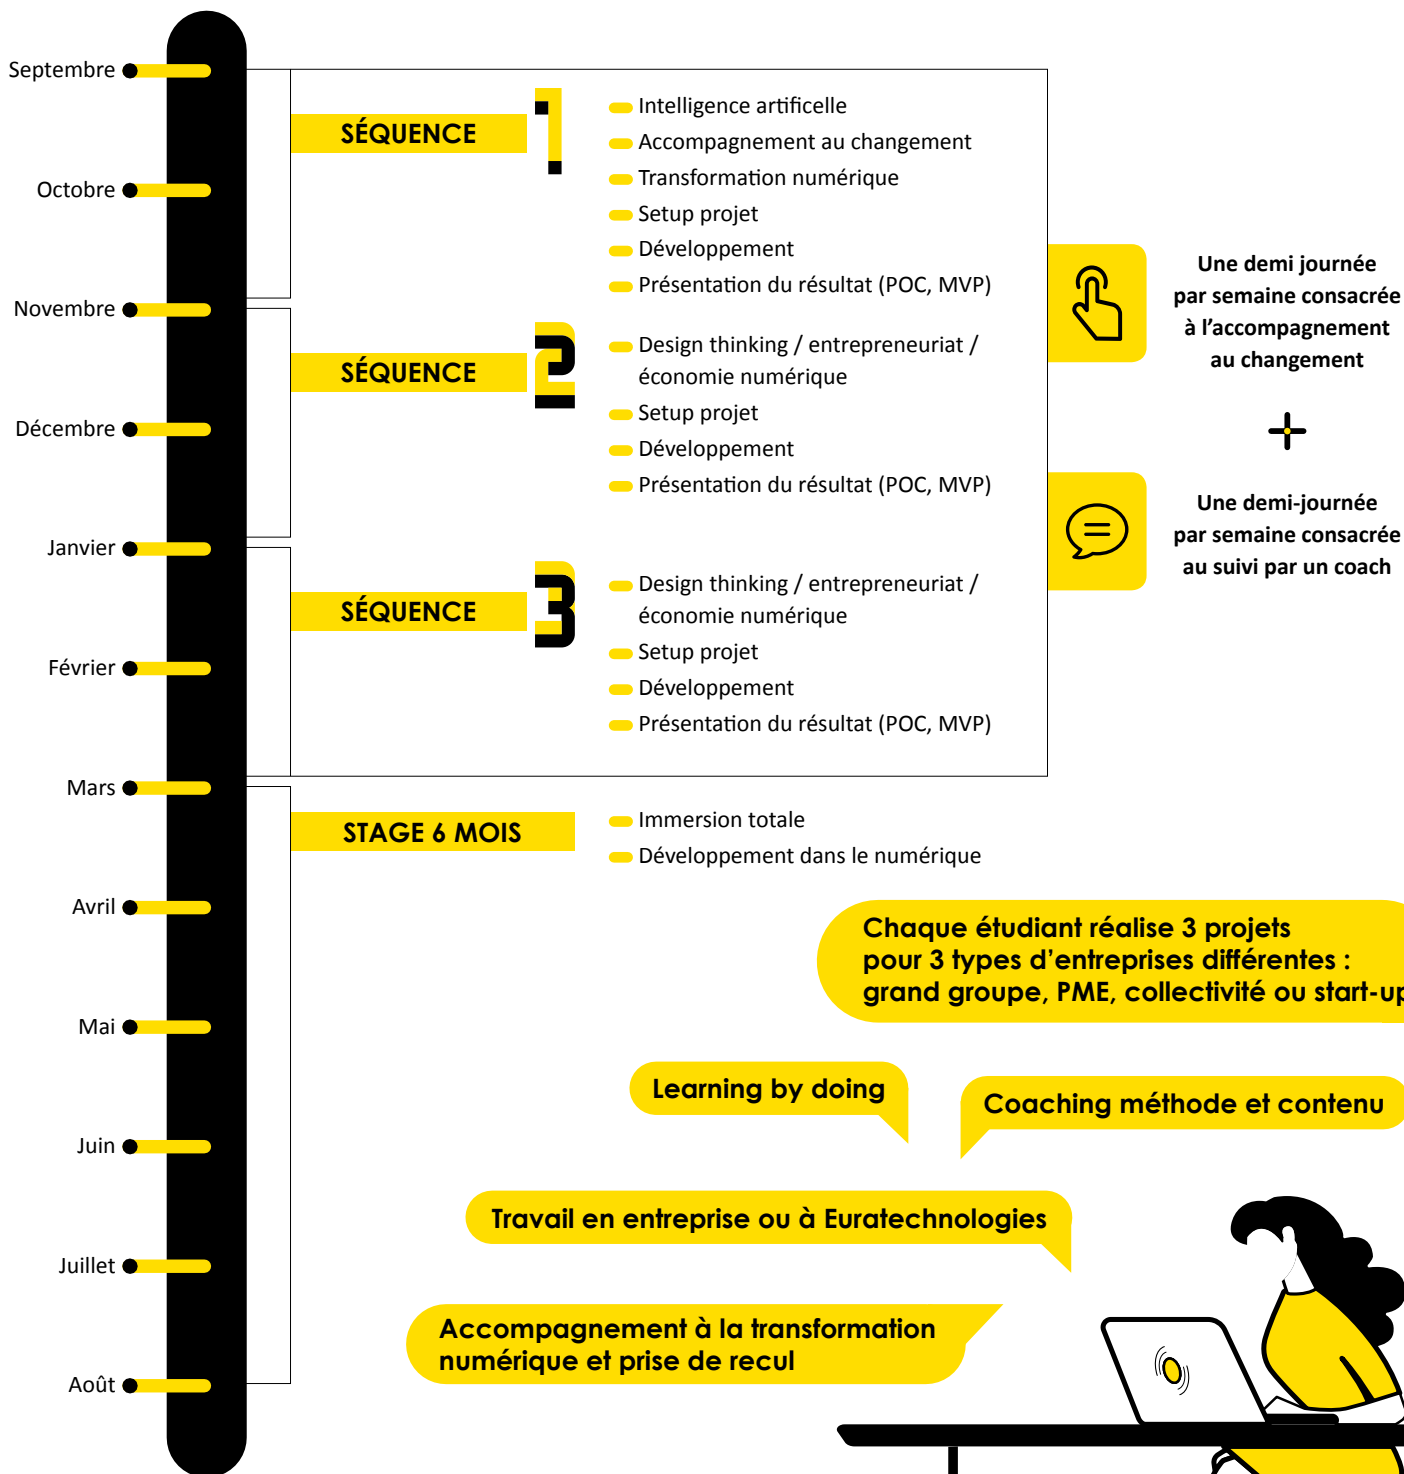 Septembre
Octobre
Novembre
Décembre
Janvier
Février
Mars
Avril
Mai
Juin
Juillet
Août
SÉQUENCE 1
Intelligence artificelle
Accompagnement au changement
Transformation numérique
Setup projet
Développement
Présentation du résultat (POC, MVP)
SÉQUENCE 2
Design thinking / entrepreneuriat /
économie numérique
Setup projet
Développement
Présentation du résultat (POC, MVP)
SÉQUENCE 3
Design thinking / entrepreneuriat /
économie numérique
Setup projet
Développement
Présentation du résultat (POC, MVP)
Une demi journée
par semaine consacrée
à l’accompagnement
au changement
Une demi-journée
par semaine consacrée
au suivi par un coach
STAGE 6 MOIS
Immersion totale
Développement dans le numérique
Chaque étudiant réalise 3 projets
pour 3 types d’entreprises différentes :
grand groupe, PME, collectivité ou start-up
Learning by doing
Coaching méthode et contenu
Travail en entreprise ou à Euratechnologies
Accompagnement à la transformation
numérique et prise de recul